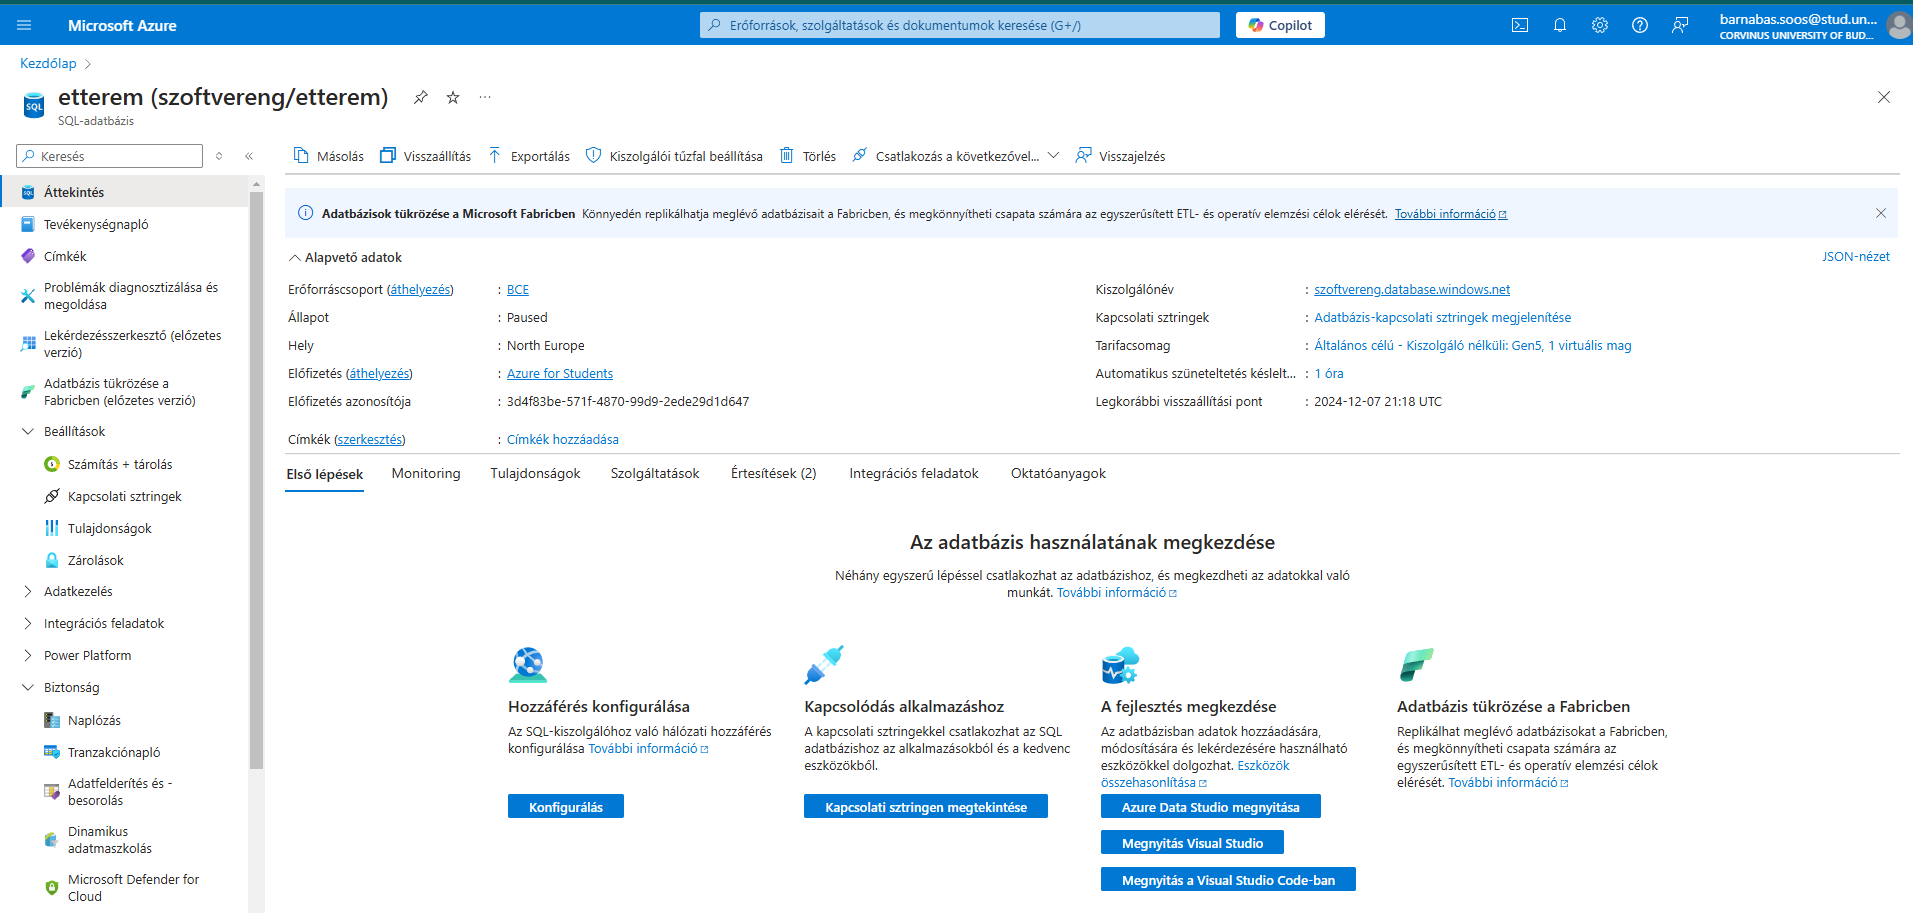 Microsoft Azure
Erőforrások, szolgáltatások és dokumentumok keresése (G+/)
Copilot
barnabas.soos@stud.un...
CORVINUS UNIVERSITY OF BUD...
Kezdőlap
etterem (szoftvereng/etterem)
SQL-adatbázis
Keresés
Másolás
Visszaállítás
Exportálás
Kiszolgálói tűzfal beállítása
Törlés
Csatlakozás a következővel...
Visszajelzés
Áttekintés
Tevékenységnapló
Címkék
Problémák diagnosztizálása és
megoldása
Lekérdezésszerkesztő (előzetes
verzió)
Adatbázis tükrözése a
Fabricben (előzetes verzió)
Beállítások
Számítás + tárolás
Kapcsolati sztringek
Tulajdonságok
Zárolások
Adatkezelés
Integrációs feladatok
Power Platform
Biztonság
Naplózás
Tranzakciónapló
Adatfelderítés és -
besorolás
Dinamikus
adatmaszkolás
Microsoft Defender for
Cloud
Adatbázisok tükrözése a Microsoft Fabricben Könnyedén replikálhatja meglévő adatbázisait a Fabricben, és megkönnyítheti csapata számára az egyszerűsített ETL- és operatív elemzési célok elérését. További információ
Alapvető adatok
JSON-nézet
Erőforráscsoport (áthelyezés) : BCE
Állapot : Paused
Hely : North Europe
Előfizetés (áthelyezés) : Azure for Students
Előfizetés azonosítója : 3d4f83be-571f-4870-99d9-2ede29d1d647
Címkék (szerkesztés) : Címkék hozzáadása
Kiszolgálónév : szoftvereng.database.windows.net
Kapcsolati sztringek : Adatbázis-kapcsolati sztringek megjelenítése
Tarifacsomag : Általános célú - Kiszolgáló nélküli: Gen5, 1 virtuális mag
Automatikus szüneteltetés késlelt... : 1 óra
Legkorábbi visszaállítási pont : 2024-12-07 21:18 UTC
Első lépések
Monitoring
Tulajdonságok
Szolgáltatások
Értesítések (2)
Integrációs feladatok
Oktatóanyagok
Az adatbázis használatának megkezdése
Néhány egyszerű lépéssel csatlakozhat az adatbázishoz, és megkezdheti az adatokkal való
munkát. További információ
Hozzáférés konfigurálása
Az SQL-kiszolgálóhoz való hálózati hozzáférés
konfigurálása További információ
Konfigurálás
Kapcsolódás alkalmazáshoz
A kapcsolati sztringekkel csatlakozhat az SQL
adatbázishoz az alkalmazásokból és a kedvenc
eszközökből.
Kapcsolati sztringen megtekintése
A fejlesztés megkezdése
Az adatbázisban adatok hozzáadására,
módosítására és lekérdezésére használható
eszközökkel dolgozhat. Eszközök
összehasonlítása
Azure Data Studio megnyitása
Megnyitás Visual Studio
Megnyitás a Visual Studio Code-ban
Adatbázis tükrözése a Fabricben
Replikálhat meglévő adatbázisokat a Fabricben,
és megkönnyítheti csapata számára az
egyszerűsített ETL- és operatív elemzési célok
elérését. További információ